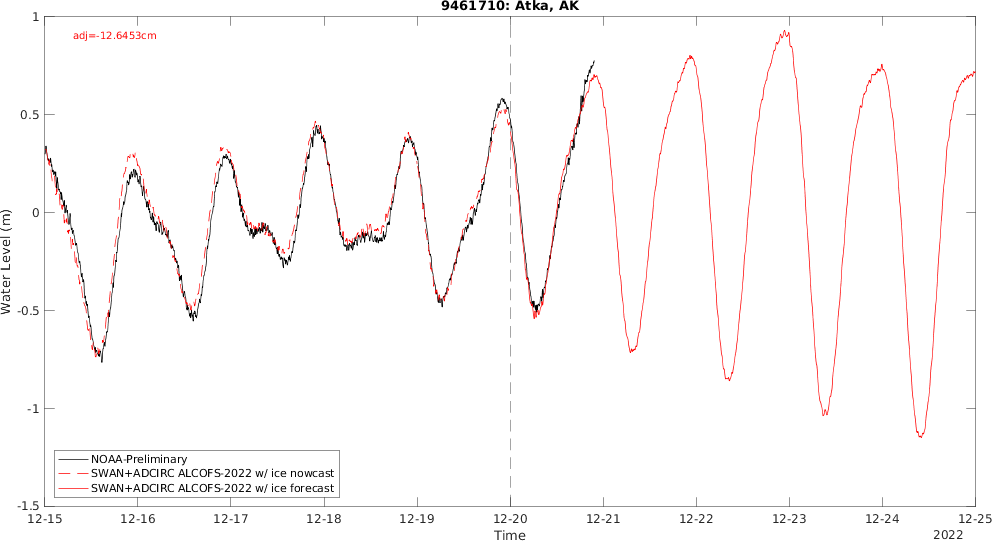 9461710: Atka, AK
adj=-12.6453cm
1
0.5
0
-0.5
-1
-1.5
Water Level (m)
NOAA-Preliminary
SWAN+ADCIRC ALCOFS-2022 w/ ice nowcast
SWAN+ADCIRC ALCOFS-2022 w/ ice forecast
12-15 12-16 12-17 12-18 12-19 12-20 12-21 12-22 12-23 12-24 12-25
Time
2022